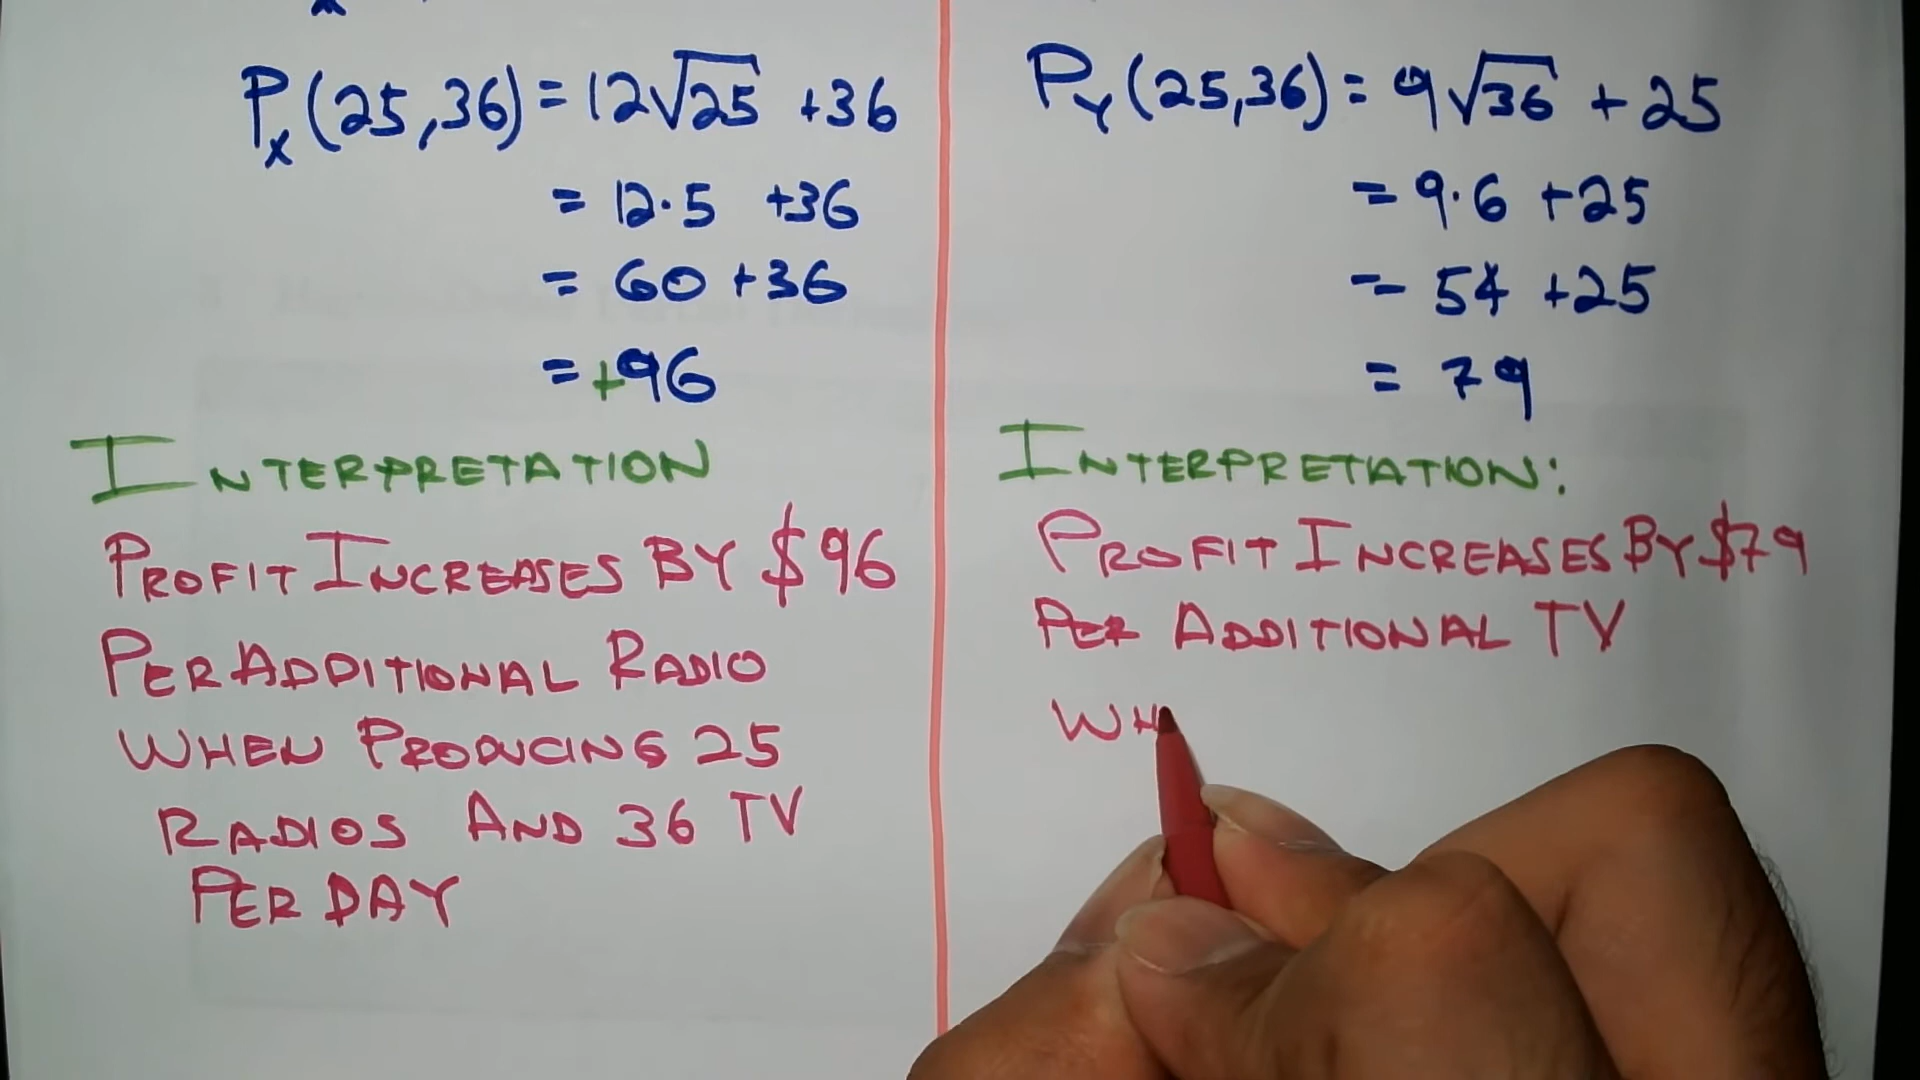 Px(25,36) = 12√25 +36
= 12·5 +36
= 60 +36
= +96
INTERPRETATION
PROFIT INCREASES BY $96
PER ADDITIONAL RADIO
WHEN PRODUCING 25
RADIOS AND 36 TV
PER DAY
PY(25,36) = 9√36 + 25
= 9·6 +25
= 54 +25
= 79
INTERPRETATION:
PROFIT INCREASES BY $79
PER ADDITIONAL TV
WH